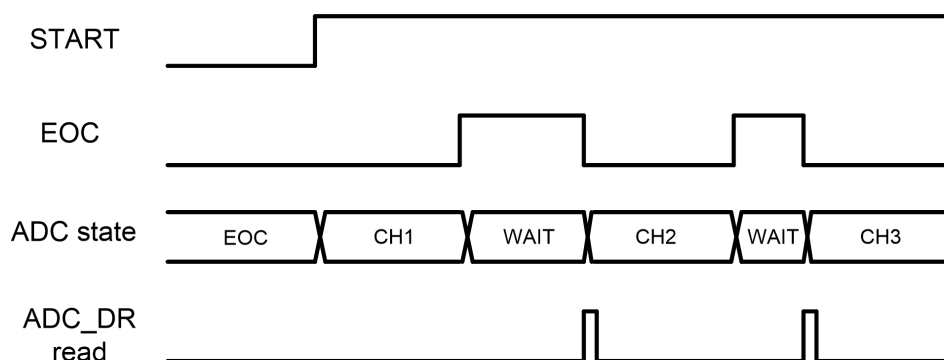 START
EOC
ADC state
EOC CH1 WAIT CH2 WAIT CH3
ADC_DR
read